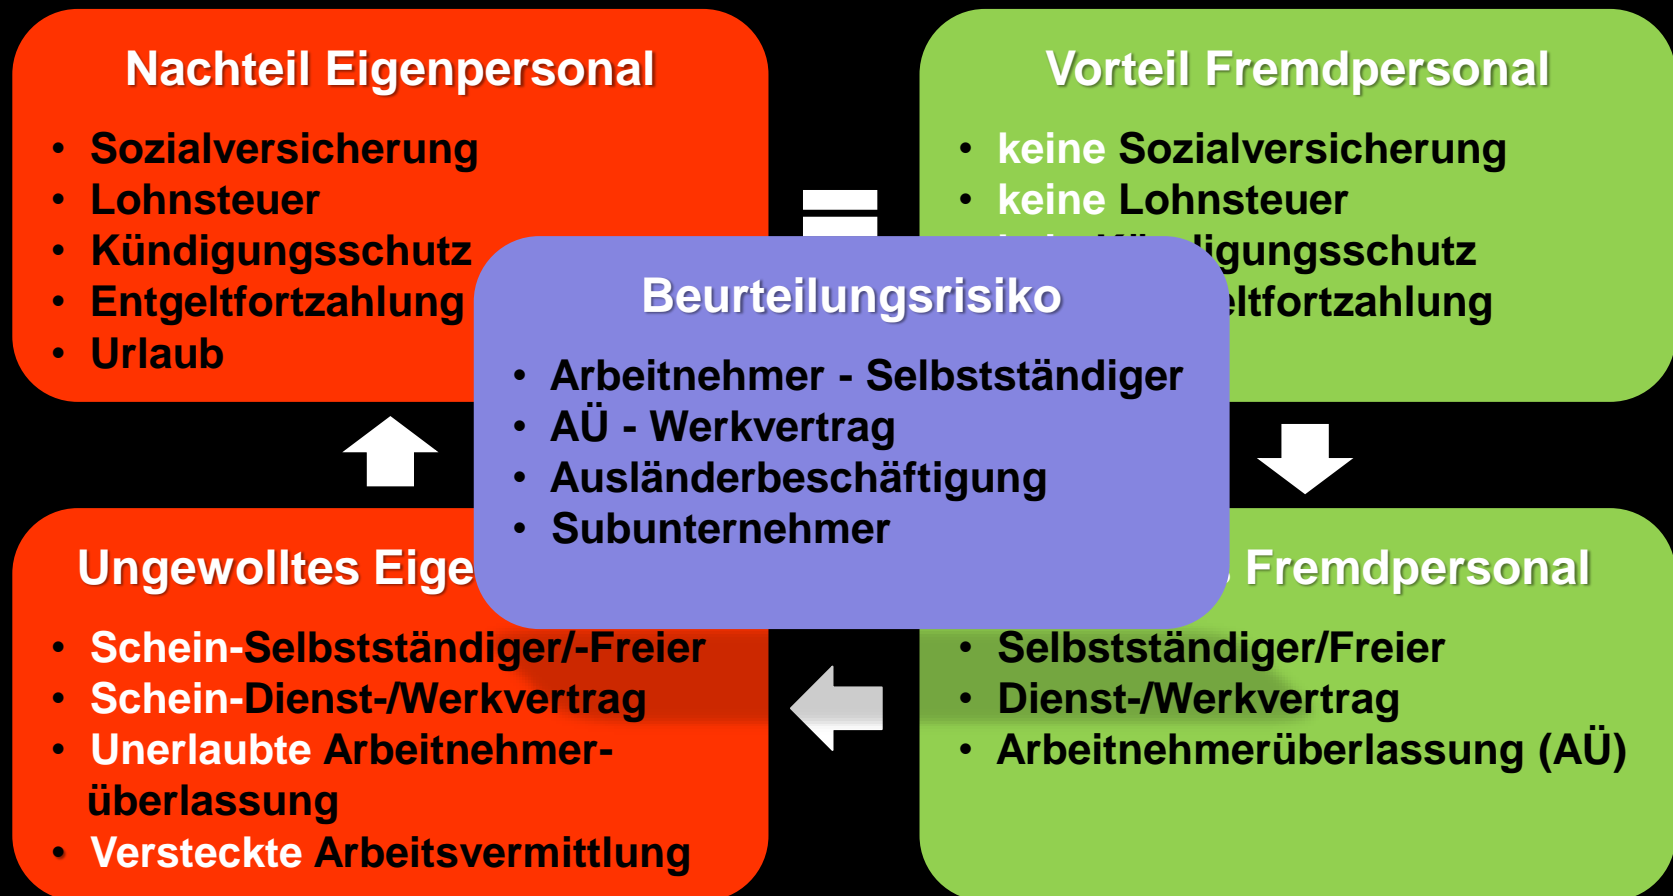 Nachteil Eigenpersonal
• Sozialversicherung
• Lohnsteuer
• Kündigungsschutz
• Entgeltfortzahlung
• Urlaub
Vorteil Fremdpersonal
• keine Sozialversicherung
• keine Lohnsteuer
igungsschutz
ltfortzahlung
Beurteilungsrisiko
• Arbeitnehmer - Selbstständiger
• AÜ - Werkvertrag
• Ausländerbeschäftigung
• Subunternehmer
Ungewolltes Eige
• Schein-Selbstständiger/-Freier
• Schein-Dienst-/Werkvertrag
• Unerlaubte Arbeitnehmer-
überlassung
• Versteckte Arbeitsvermittlung
Fremdpersonal
• Selbstständiger/Freier
• Dienst-/Werkvertrag
• Arbeitnehmerüberlassung (AÜ)